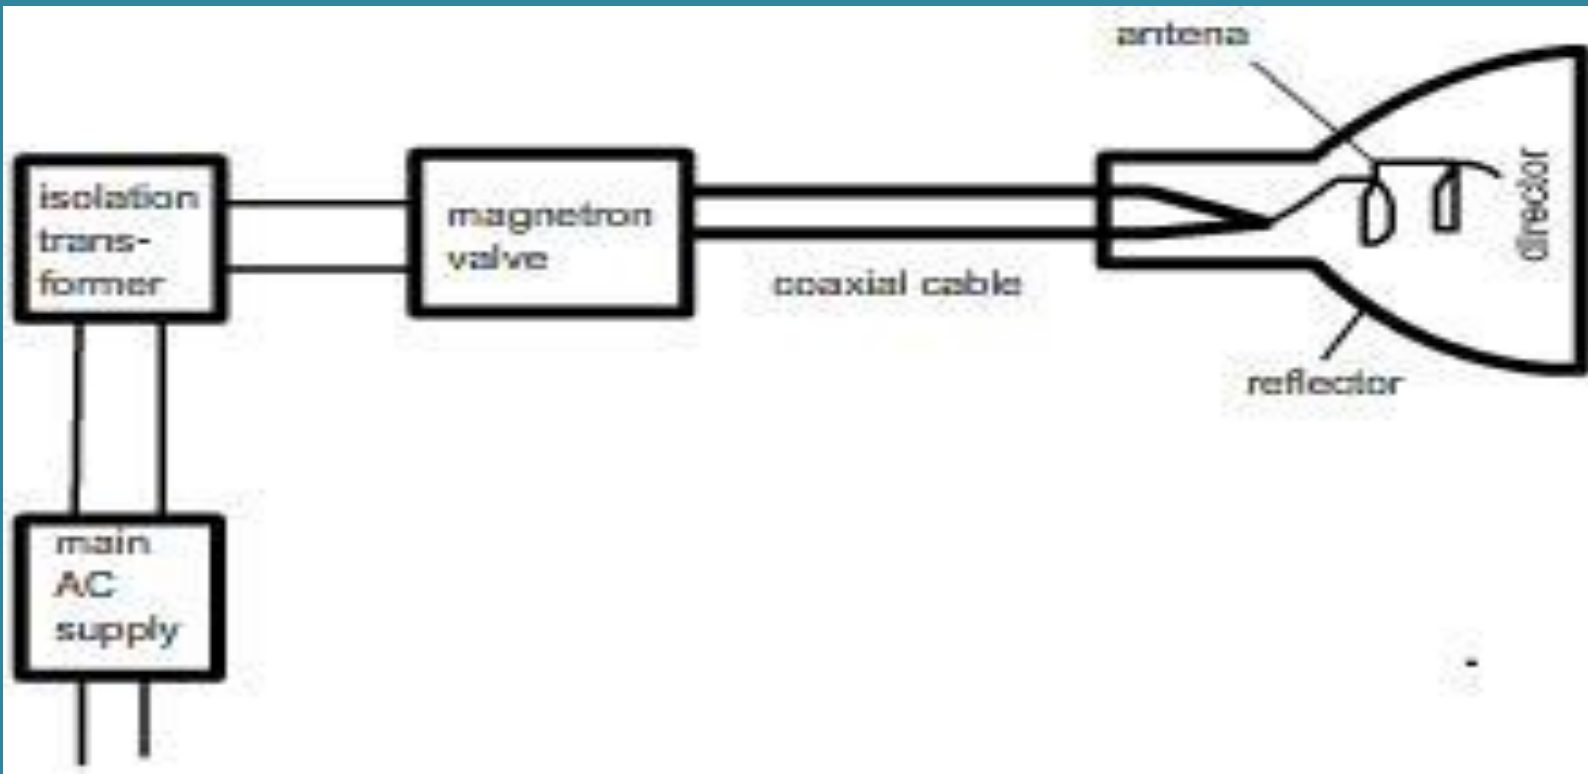 antena
isolation
trans-
former
magnetron
valve
coaxial cable
director
reflector
main
AC
supply